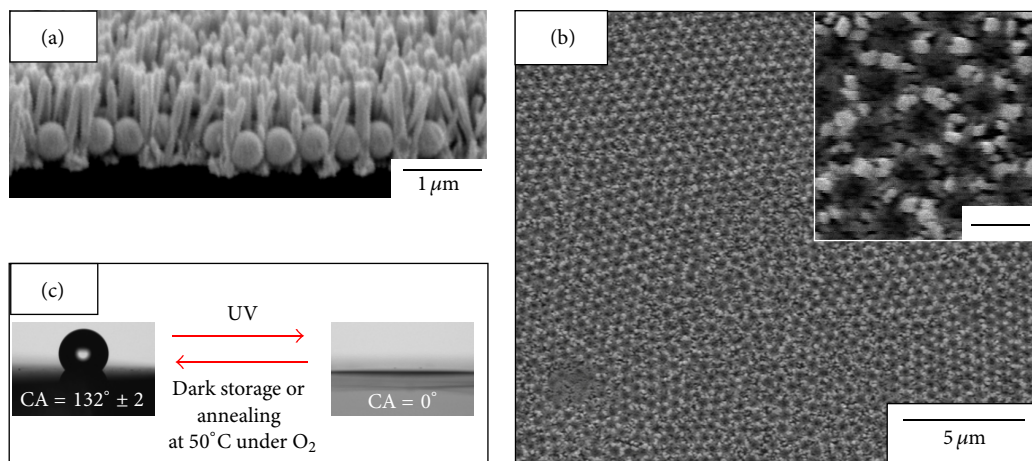 (a)
1 μm
(b)
5 μm
(c)
UV
CA = 132° ± 2
Dark storage or
annealing
at 50°C under O₂
CA = 0°